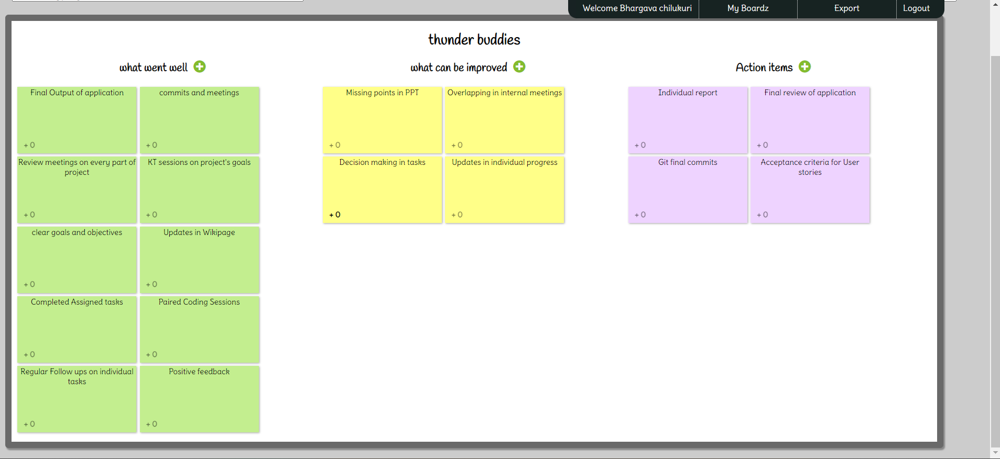 Welcome Bhargava chilukuri
My Boardz
Export
Logout
thunder buddies
what went well
what can be improved
Action items
Final Output of application
+ 0
commits and meetings
+ 0
Review meetings on every part of
project
+ 0
KT sessions on project's goals
+ 0
clear goals and objectives
+ 0
Updates in Wikipage
+ 0
Completed Assigned tasks
+ 0
Paired Coding Sessions
+ 0
Regular Follow ups on individual
tasks
+ 0
Positive feedback
+ 0
Missing points in PPT
+ 0
Overlapping in internal meetings
+ 0
Decision making in tasks
+ 0
Updates in individual progress
+ 0
Individual report
+ 0
Final review of application
+ 0
Git final commits
+ 0
Acceptance criteria for User
stories
+ 0